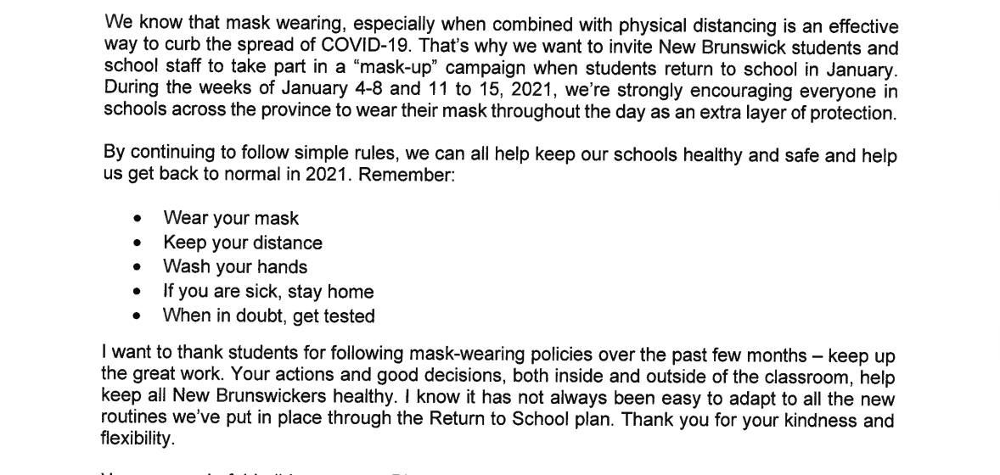 We know that mask wearing, especially when combined with physical distancing is an effective
way to curb the spread of COVID-19. That's why we want to invite New Brunswick students and
school staff to take part in a “mask-up” campaign when students return to school in January.
During the weeks of January 4-8 and 11 to 15, 2021, we're strongly encouraging everyone in
schools across the province to wear their mask throughout the day as an extra layer of protection.
By continuing to follow simple rules, we can all help keep our schools healthy and safe and help
us get back to normal in 2021. Remember:
• Wear your mask
• Keep your distance
• Wash your hands
• If you are sick, stay home
• When in doubt, get tested
I want to thank students for following mask-wearing policies over the past few months – keep up
the great work. Your actions and good decisions, both inside and outside of the classroom, help
keep all New Brunswickers healthy. I know it has not always been easy to adapt to all the new
routines we've put in place through the Return to School plan. Thank you for your kindness and
flexibility.